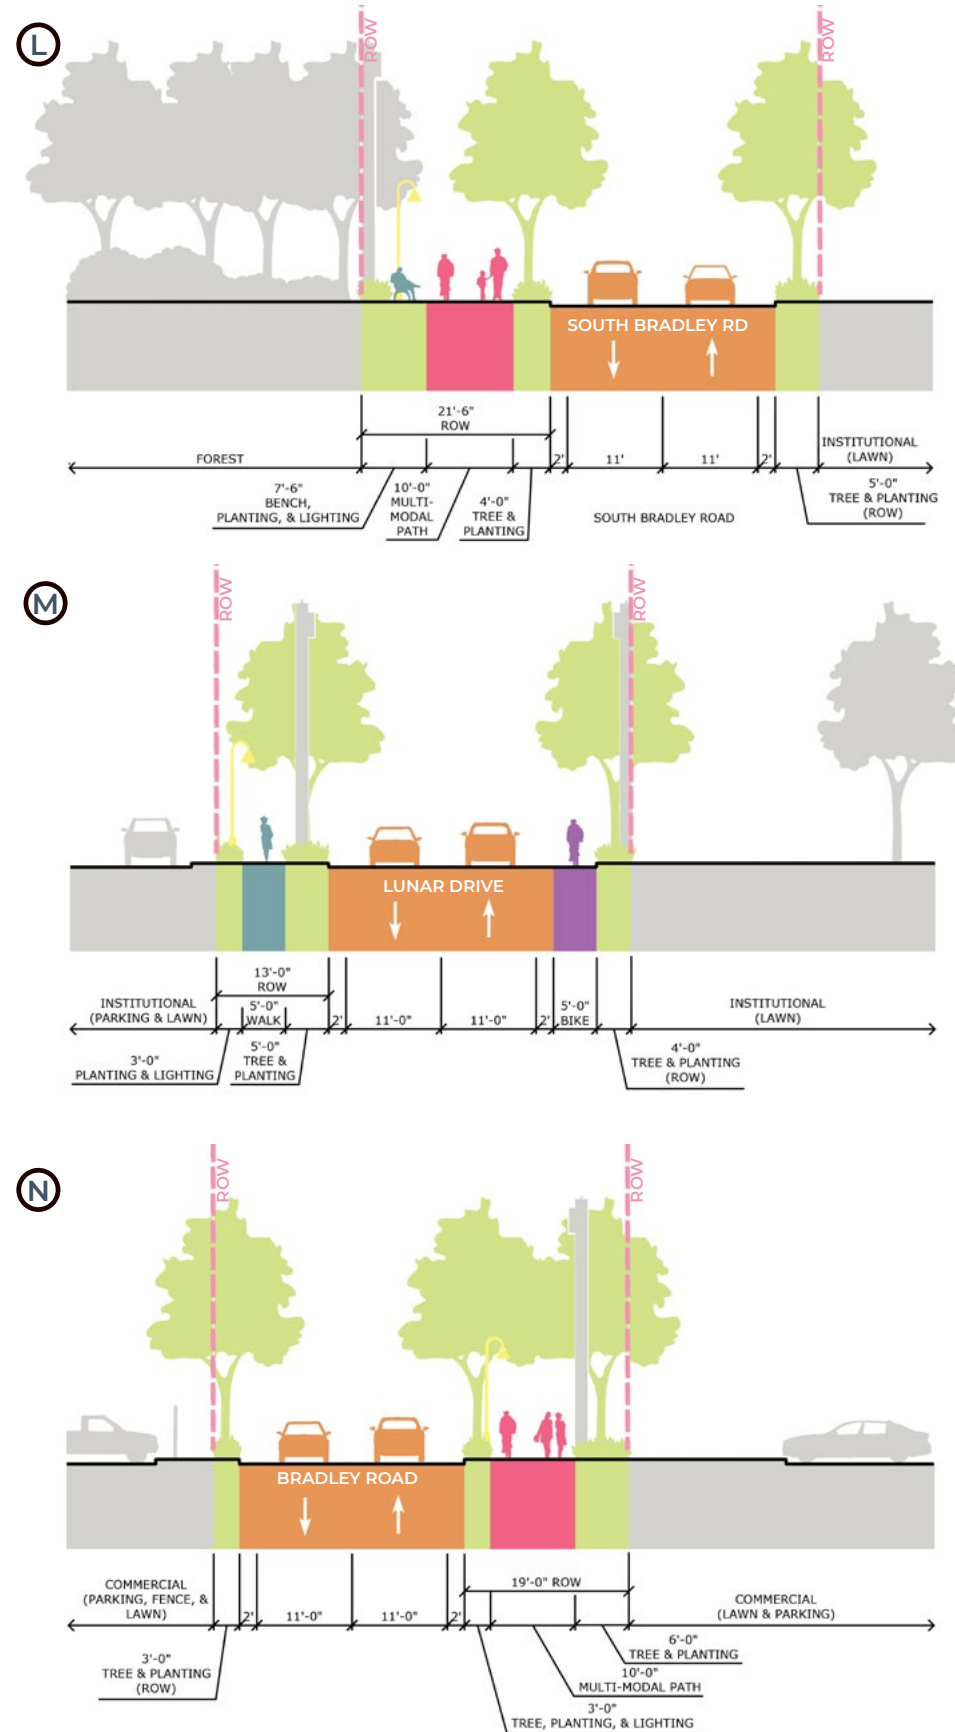 L
ROW
ROW
SOUTH BRADLEY RD
21'-6"
ROW
FOREST
2'
11'
11'
2'
INSTITUTIONAL
(LAWN)
7'-6"
BENCH,
PLANTING, & LIGHTING
10'-0"
MULTI-
MODAL
PATH
4'-0"
TREE &
PLANTING
SOUTH BRADLEY ROAD
5'-0"
TREE & PLANTING
(ROW)
M
ROW
ROW
LUNAR DRIVE
13'-0"
ROW
INSTITUTIONAL
(PARKING & LAWN)
5'-0"
WALK
2'
11'-0"
11'-0"
2'
5'-0"
BIKE
INSTITUTIONAL
(LAWN)
3'-0"
PLANTING & LIGHTING
5'-0"
TREE &
PLANTING
4'-0"
TREE & PLANTING
(ROW)
N
ROW
ROW
BRADLEY ROAD
19'-0" ROW
COMMERCIAL
(PARKING, FENCE, &
LAWN)
2'
11'-0"
11'-0"
2'
COMMERCIAL
(LAWN & PARKING)
3'-0"
TREE & PLANTING
(ROW)
6'-0"
TREE & PLANTING
10'-0"
MULTI-MODAL PATH
3'-0"
TREE, PLANTING, & LIGHTING